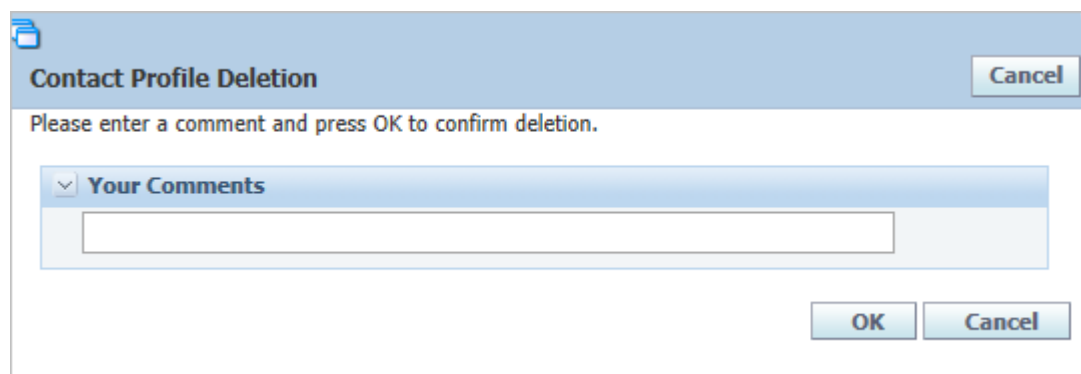 Contact Profile Deletion
Cancel
Please enter a comment and press OK to confirm deletion.
Your Comments
OK
Cancel